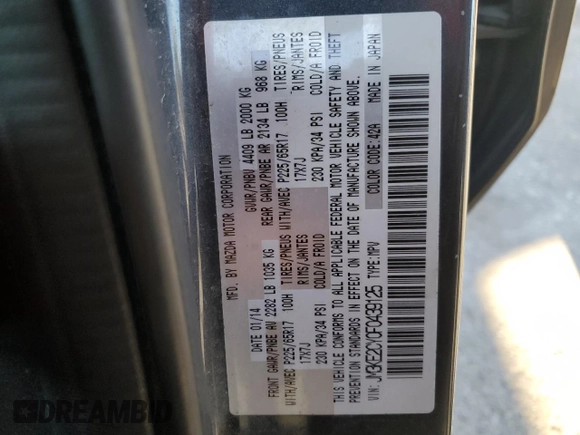 MFD. BY MAZDA MOTOR CORPORATION
DATE 01/14 GVWR/PNBV 4409 LB 2000 KG
FRONT GAWR/PNBE AV 2282 LB 1035 KG REAR GAWR/PNBE AR 2134 LB 968 KG
WITH/AVEC P225/65R17 100H TIRES/PNEUS WITH/AVEC P225/65R17 100H TIRES/PNEUS
17X7J RIMS/JANTES 17X7J RIMS/JANTES
230 KPA/34 PSI COLD/A FROID 230 KPA/34 PSI COLD/A FROID
THIS VEHICLE CONFORMS TO ALL APPLICABLE FEDERAL MOTOR VEHICLE SAFETY AND THEFT
PREVENTION STANDARDS IN EFFECT ON THE DATE OF MANUFACTURE SHOWN ABOVE.
VIN: JM3KE2CY0F0439125 TYPE:MPV COLOR CODE:42A MADE IN JAPAN
DREAMBID